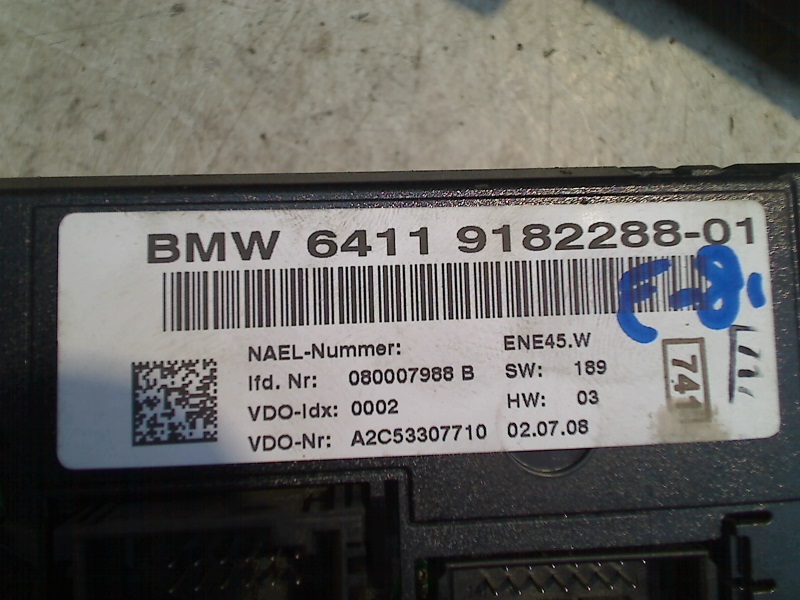 BMW 6411 9182288-01
NAEL-Nummer: ENE45.W
lfd. Nr: 080007988 B SW: 189
VDO-Idx: 0002 HW: 03
VDO-Nr: A2C53307710 02.07.08
741